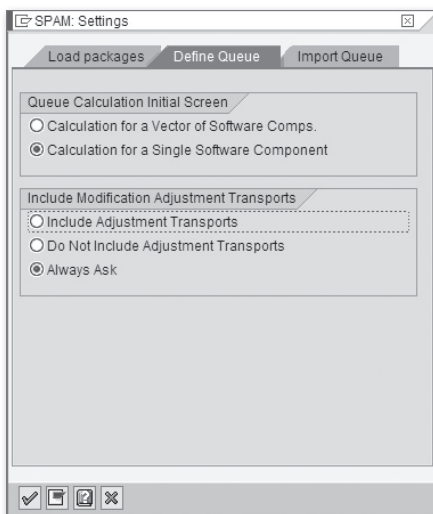 SPAM: Settings
Load packages
Define Queue
Import Queue
Queue Calculation Initial Screen
Calculation for a Vector of Software Comps.
Calculation for a Single Software Component
Include Modification Adjustment Transports
Include Adjustment Transports
Do Not Include Adjustment Transports
Always Ask